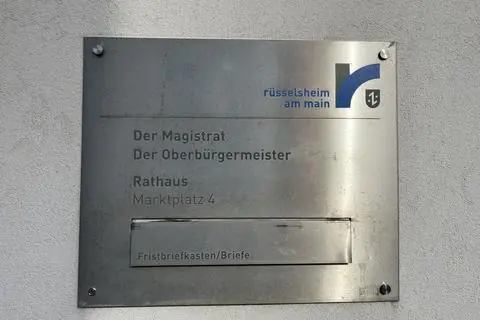 rüsselsheim
am main
Der Magistrat
Der Oberbürgermeister
Rathaus
Marktplatz 4
Fristbriefkasten/Briefe